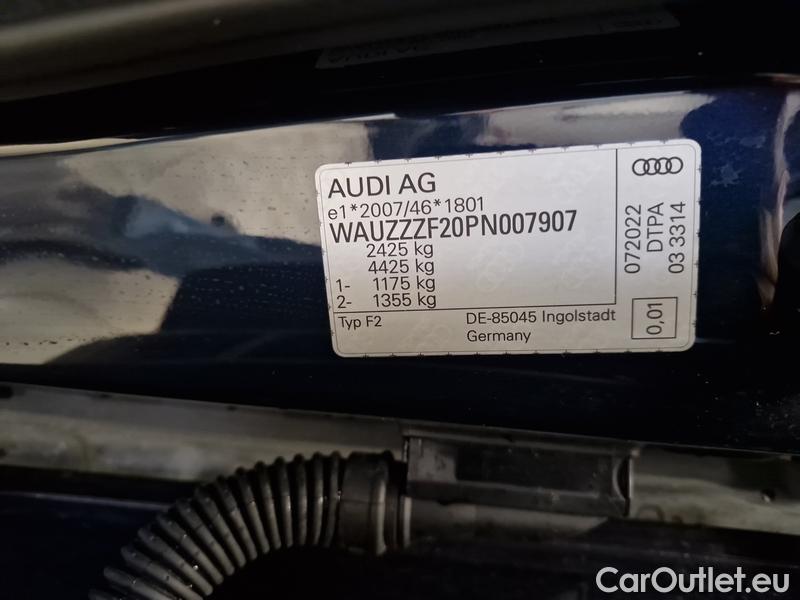 AUDI AG
e1*2007/46*1801
WAUZZZF20PN007907
2425 kg
4425 kg
1- 1175 kg
2- 1355 kg
Typ F2
DE-85045 Ingolstadt
Germany
072022
DTPA
03 3314
0,01
CarOutlet.eu